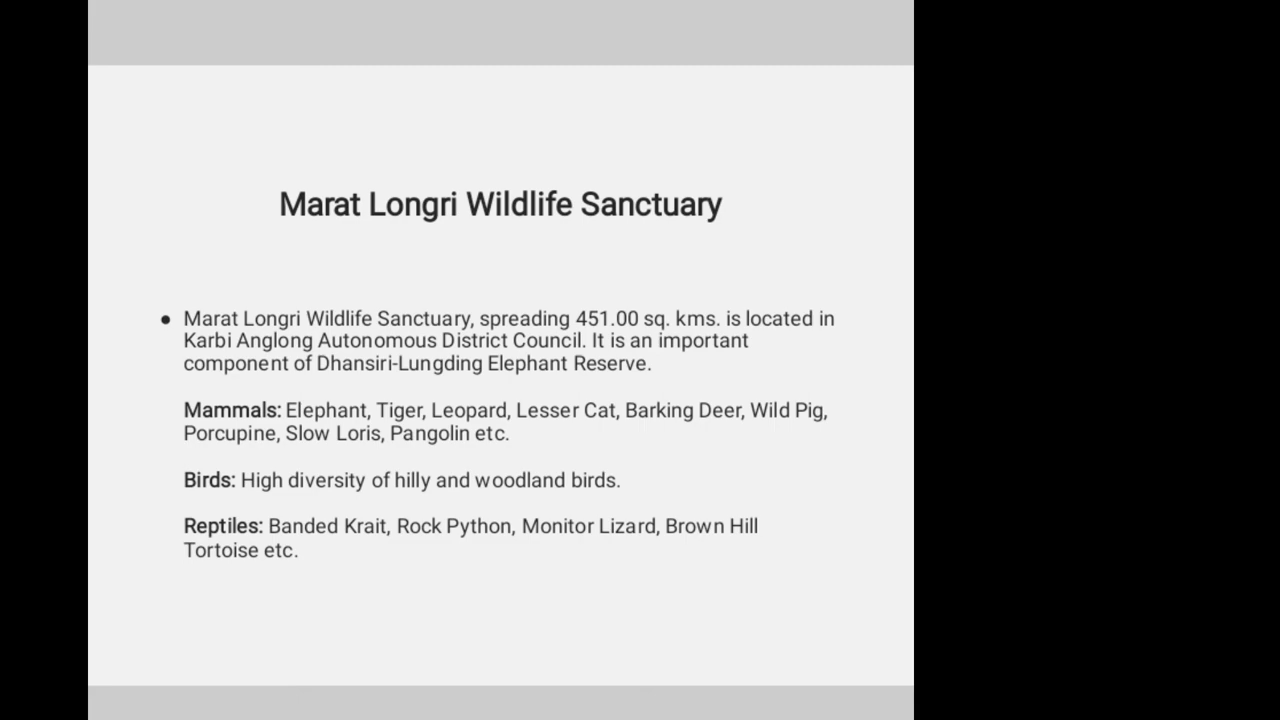 Marat Longri Wildlife Sanctuary
● Marat Longri Wildlife Sanctuary, spreading 451.00 sq. kms. is located in
Karbi Anglong Autonomous District Council. It is an important
component of Dhansiri-Lungding Elephant Reserve.
Mammals: Elephant, Tiger, Leopard, Lesser Cat, Barking Deer, Wild Pig,
Porcupine, Slow Loris, Pangolin etc.
Birds: High diversity of hilly and woodland birds.
Reptiles: Banded Krait, Rock Python, Monitor Lizard, Brown Hill
Tortoise etc.